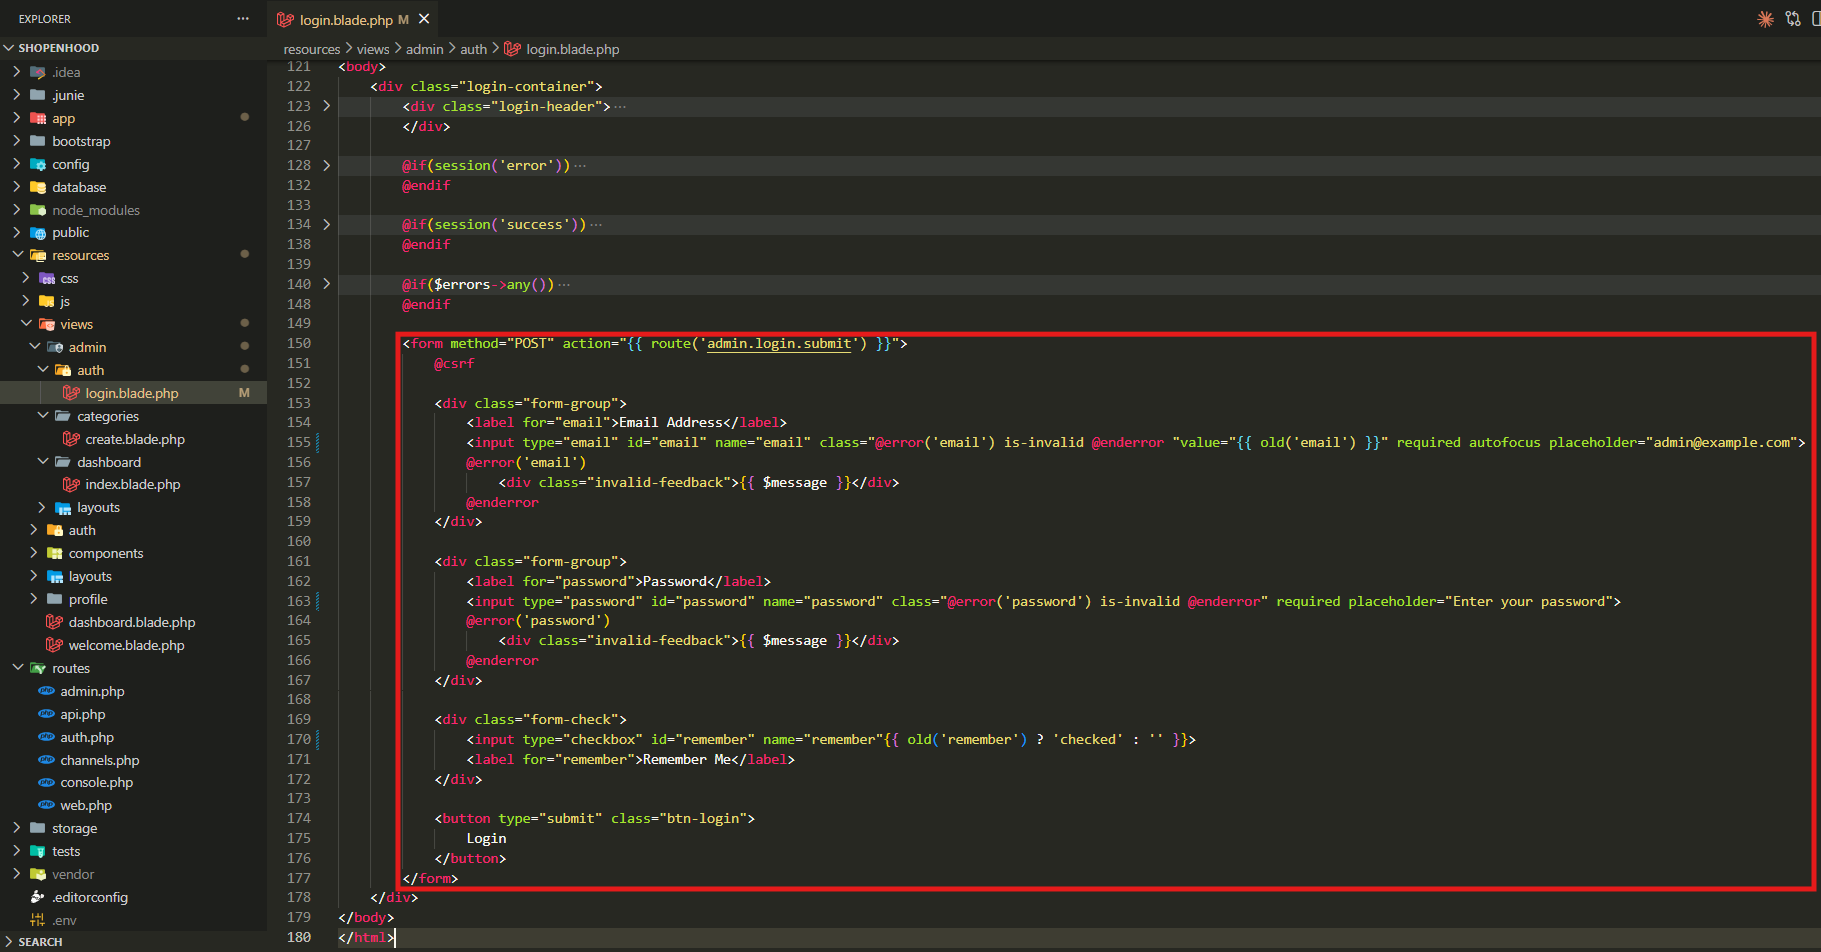 EXPLORER ···
SHOPENHOOD
.idea
.junie
app
bootstrap
config
database
node_modules
public
resources
css
js
views
admin
auth
login.blade.php M
categories
create.blade.php
dashboard
index.blade.php
layouts
auth
components
layouts
profile
dashboard.blade.php
welcome.blade.php
routes
admin.php
api.php
auth.php
channels.php
console.php
web.php
storage
tests
vendor
.editorconfig
.env
SEARCH
login.blade.php M
resources > views > admin > auth > login.blade.php
121 <body>
122 <div class="login-container">
123 <div class="login-header">···
126 </div>
127
128 @if(session('error'))···
132 @endif
133
134 @if(session('success'))···
138 @endif
139
140 @if($errors->any())···
148 @endif
149
150 <form method="POST" action="{{ route('admin.login.submit') }}">
151 @csrf
152
153 <div class="form-group">
154 <label for="email">Email Address</label>
155 <input type="email" id="email" name="email" class="@error('email') is-invalid @enderror "value="{{ old('email') }}" required autofocus placeholder="admin@example.com">
156 @error('email')
157 <div class="invalid-feedback">{{ $message }}</div>
158 @enderror
159 </div>
160
161 <div class="form-group">
162 <label for="password">Password</label>
163 <input type="password" id="password" name="password" class="@error('password') is-invalid @enderror" required placeholder="Enter your password">
164 @error('password')
165 <div class="invalid-feedback">{{ $message }}</div>
166 @enderror
167 </div>
168
169 <div class="form-check">
170 <input type="checkbox" id="remember" name="remember"{{ old('remember') ? 'checked' : '' }}>
171 <label for="remember">Remember Me</label>
172 </div>
173
174 <button type="submit" class="btn-login">
175 Login
176 </button>
177 </form>
178 </div>
179 </body>
180 </html>